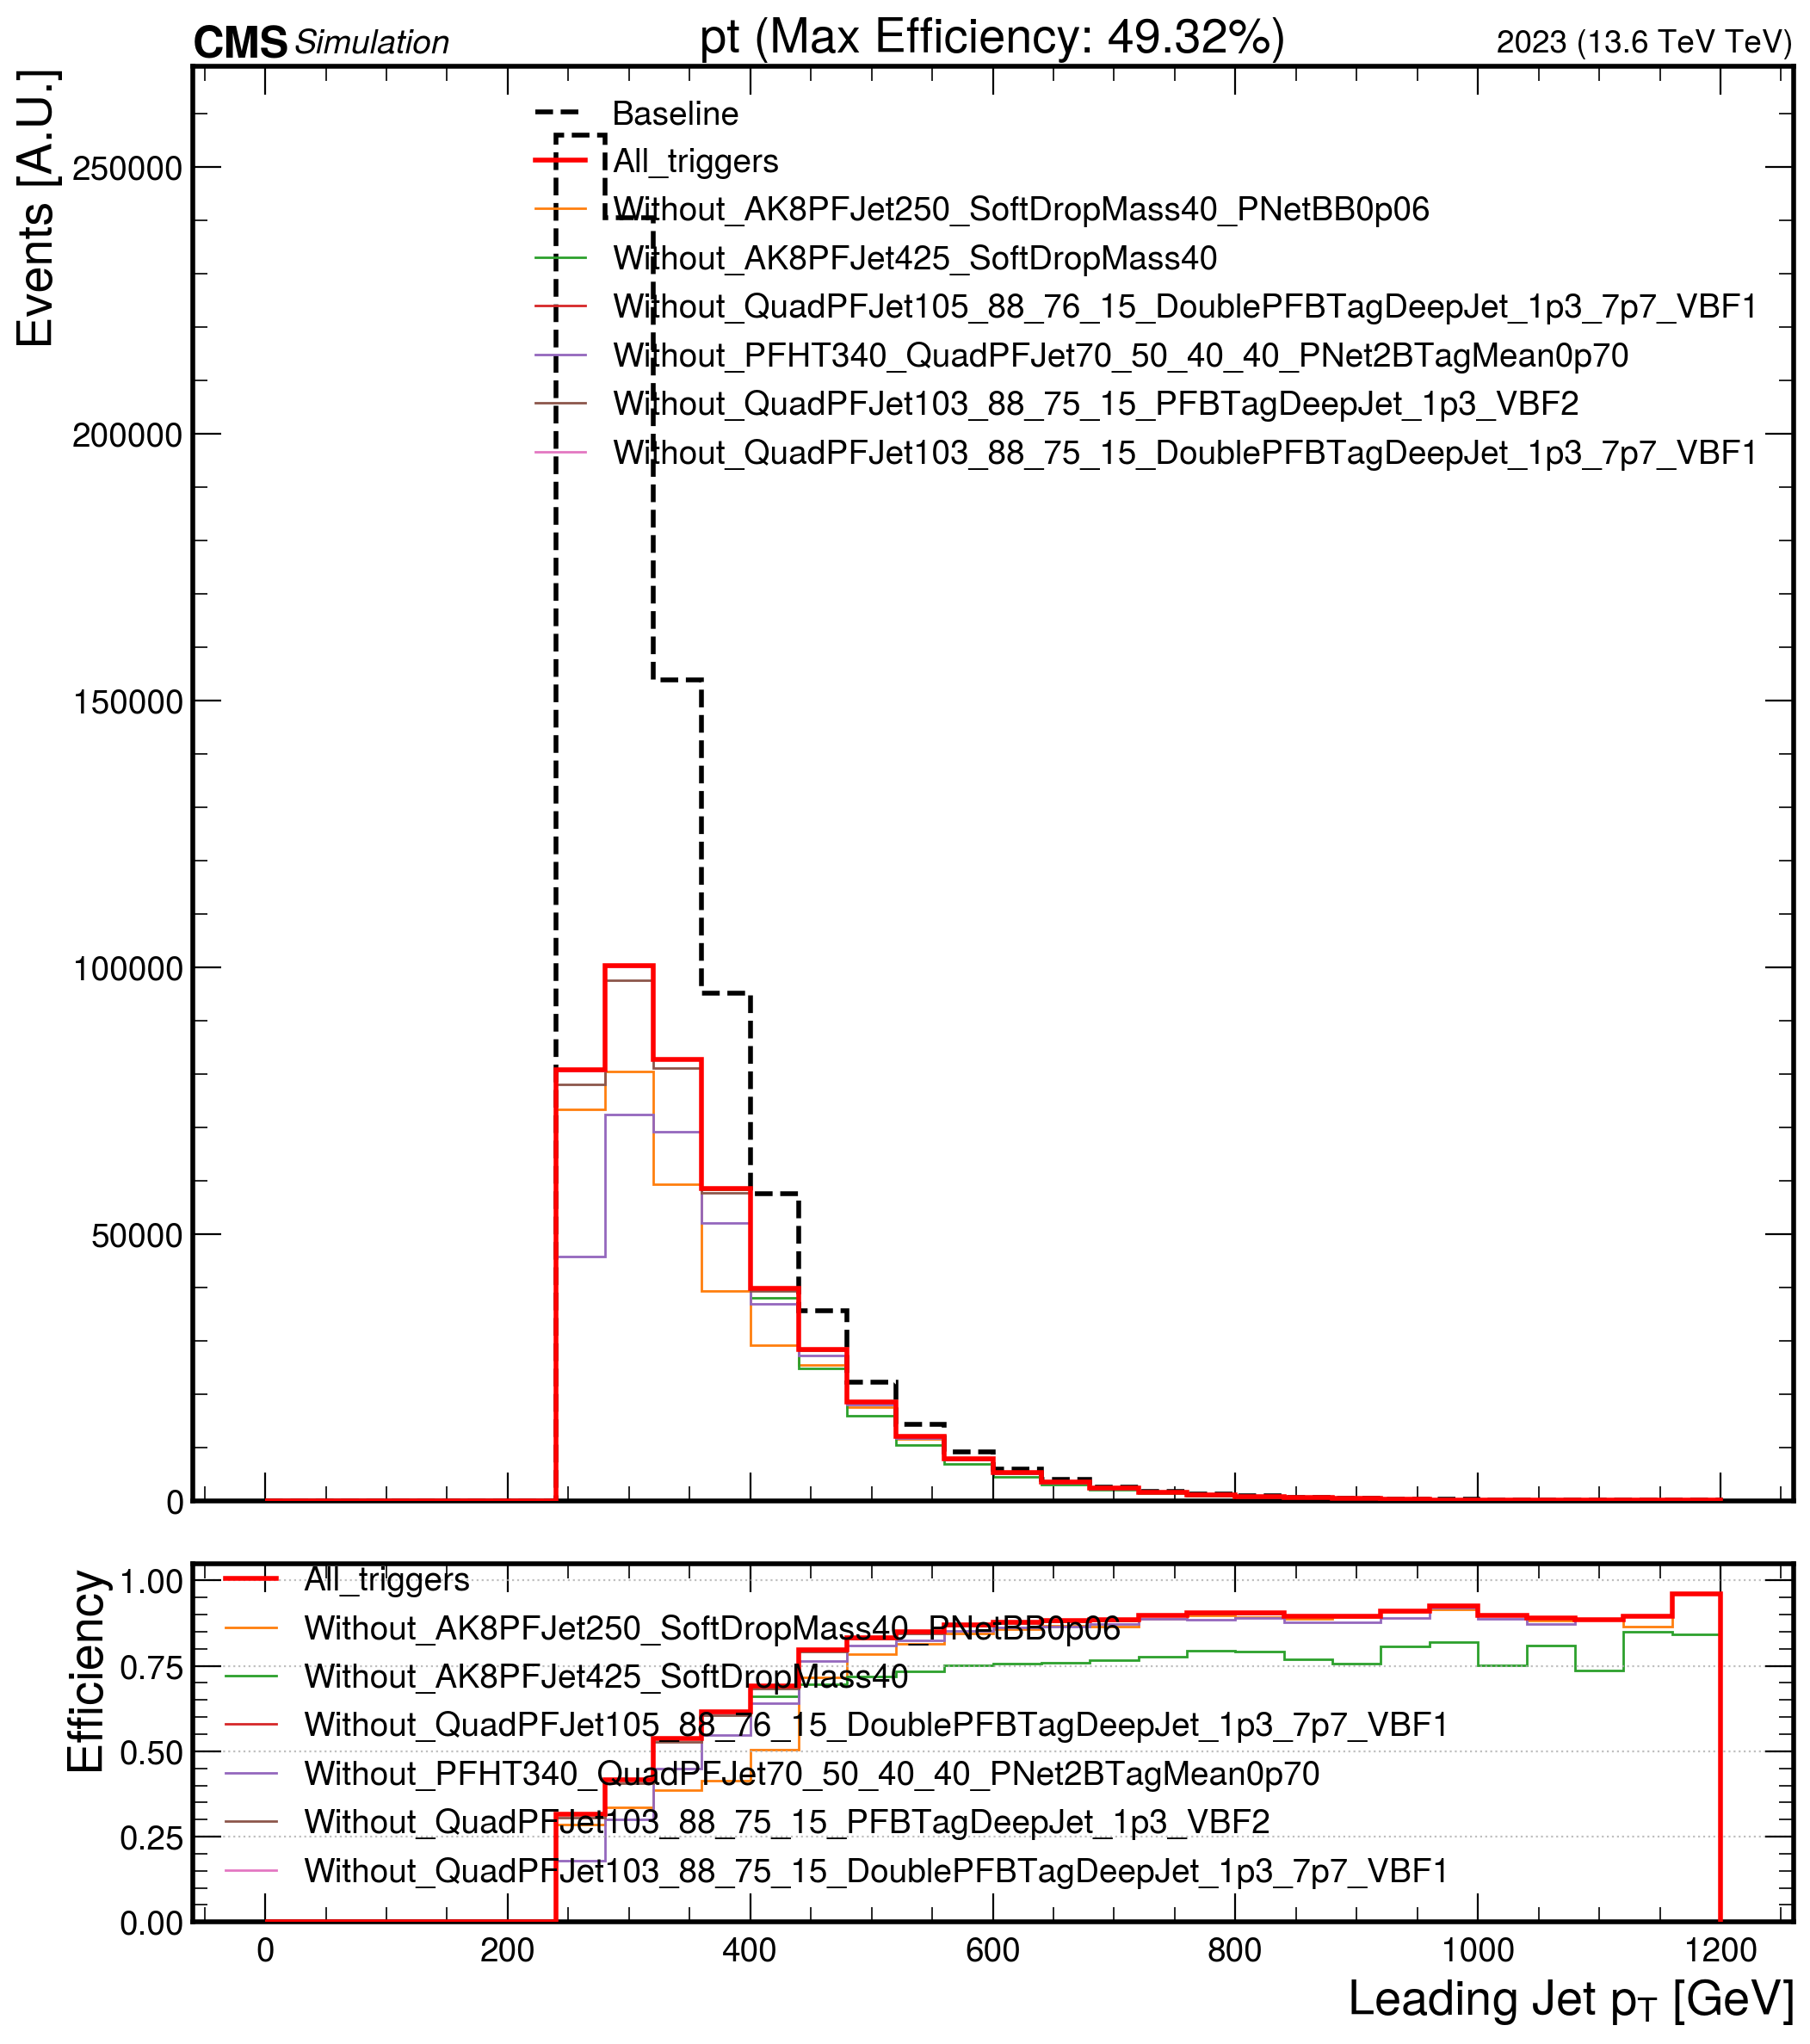 CMS Simulation pt (Max Efficiency: 49.32%) 2023 (13.6 TeV TeV)
Events [A.U.]
250000
200000
150000
100000
50000
0
Baseline
All_triggers
Without_AK8PFJet250_SoftDropMass40_PNetBB0p06
Without_AK8PFJet425_SoftDropMass40
Without_QuadPFJet105_88_76_15_DoublePFBTagDeepJet_1p3_7p7_VBF1
Without_PFHT340_QuadPFJet70_50_40_40_PNet2BTagMean0p70
Without_QuadPFJet103_88_75_15_PFBTagDeepJet_1p3_VBF2
Without_QuadPFJet103_88_75_15_DoublePFBTagDeepJet_1p3_7p7_VBF1
Efficiency
1.00
0.75
0.50
0.25
0.00
All_triggers
Without_AK8PFJet250_SoftDropMass40_PNetBB0p06
Without_AK8PFJet425_SoftDropMass40
Without_QuadPFJet105_88_76_15_DoublePFBTagDeepJet_1p3_7p7_VBF1
Without_PFHT340_QuadPFJet70_50_40_40_PNet2BTagMean0p70
Without_QuadPFJet103_88_75_15_PFBTagDeepJet_1p3_VBF2
Without_QuadPFJet103_88_75_15_DoublePFBTagDeepJet_1p3_7p7_VBF1
0 200 400 600 800 1000 1200
Leading Jet pT [GeV]